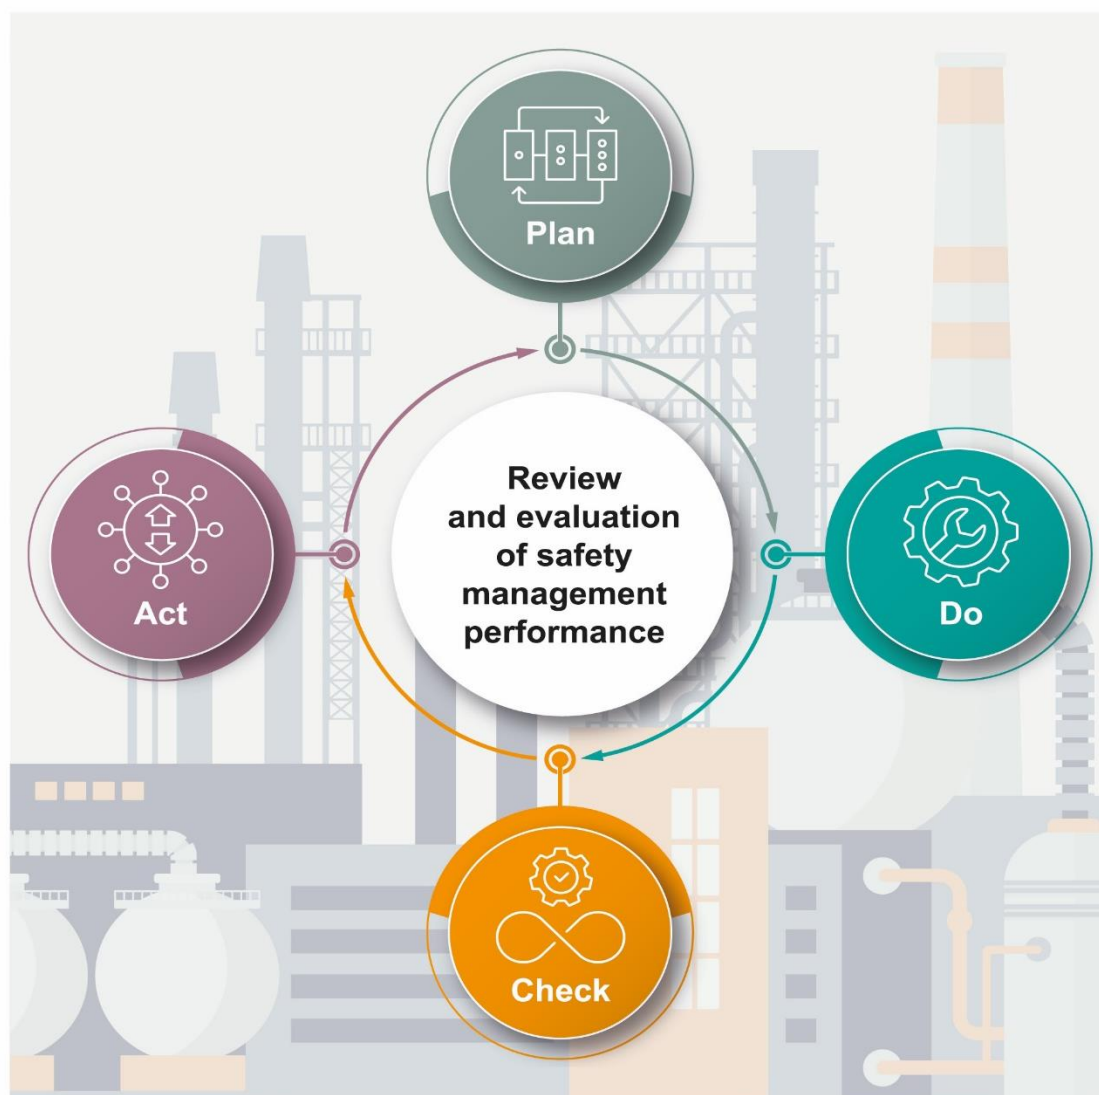 Plan
Review
and evaluation
of safety
management
performance
Act
Do
Check